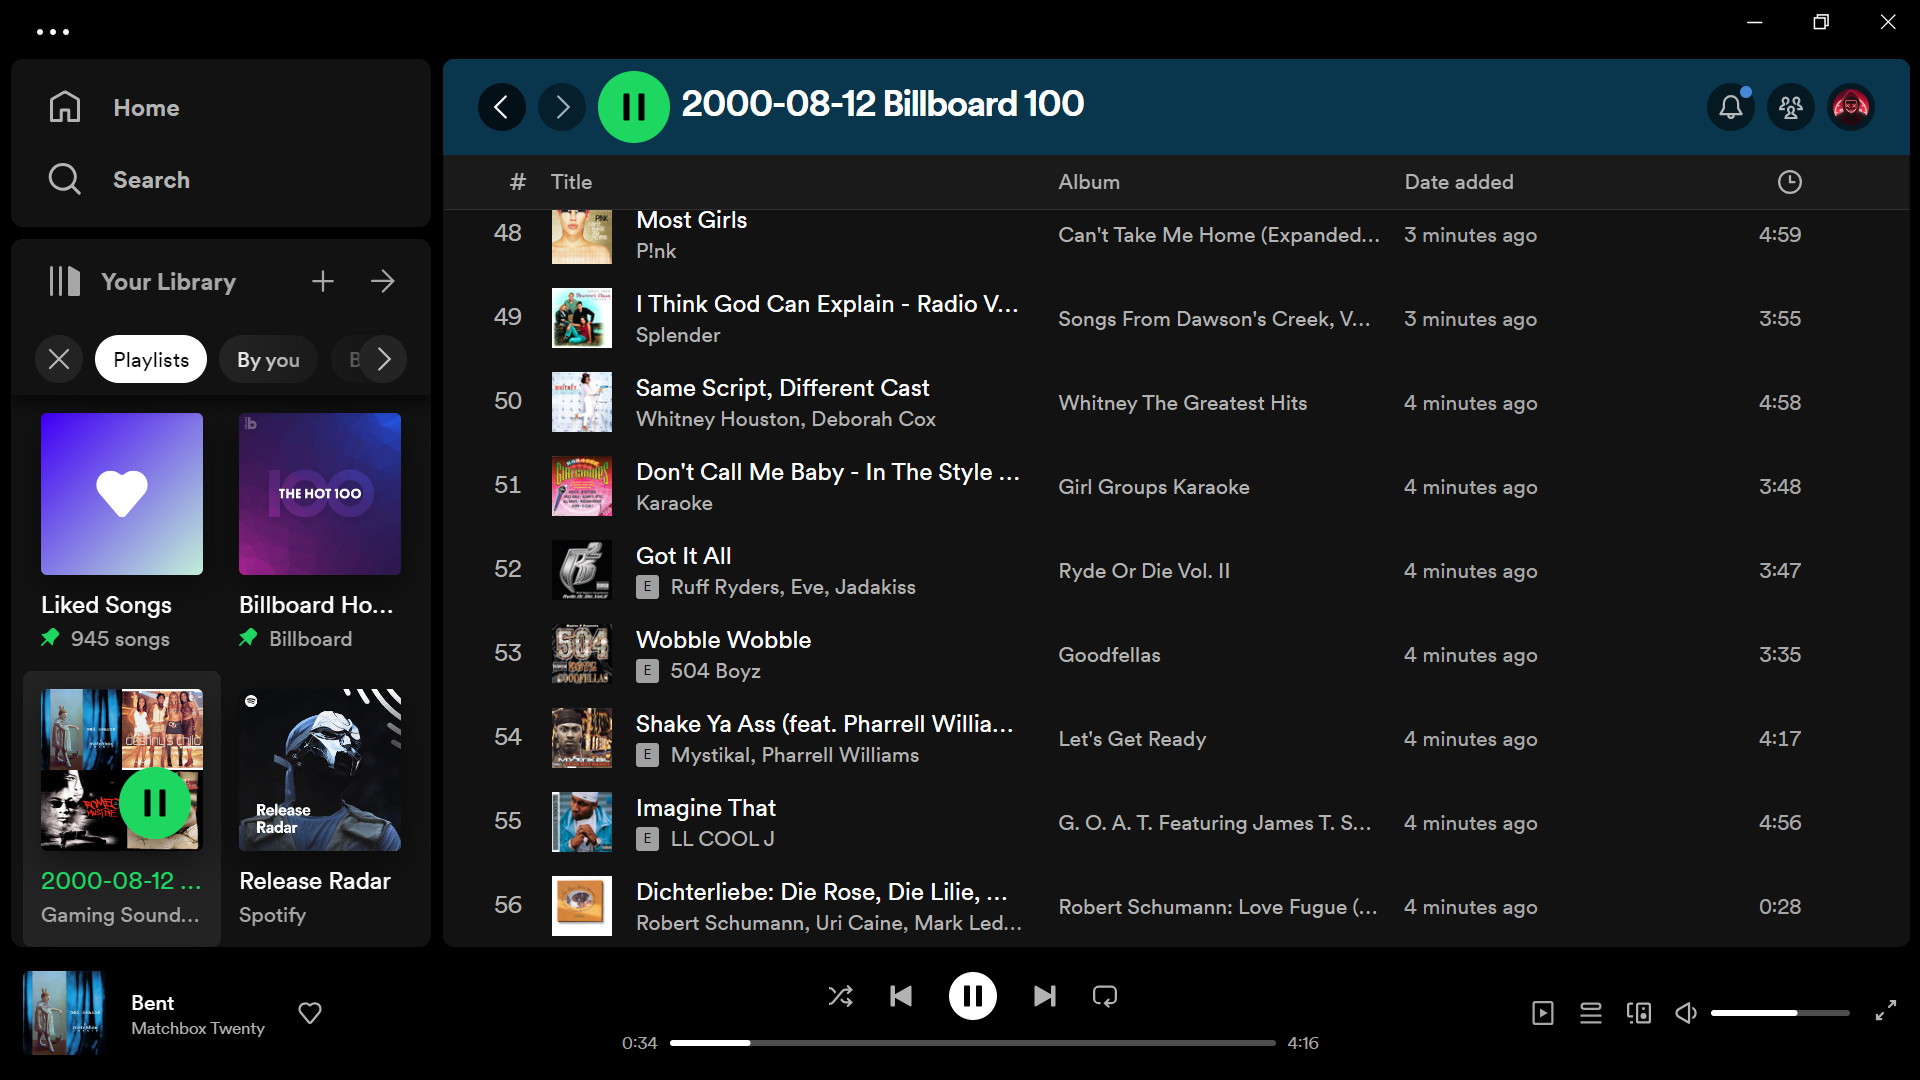 Home
Search
Your Library
Playlists
By you
B
THE HOT 100
Liked Songs
945 songs
Billboard Ho...
Billboard
2000-08-12 ...
Gaming Sound...
Release
Radar
Release Radar
Spotify
2000-08-12 Billboard 100
# Title Album Date added
48 Most Girls Can't Take Me Home (Expanded... 3 minutes ago 4:59
P!nk
49 I Think God Can Explain - Radio V... Songs From Dawson's Creek, V... 3 minutes ago 3:55
Splender
50 Same Script, Different Cast Whitney The Greatest Hits 4 minutes ago 4:58
Whitney Houston, Deborah Cox
51 Don't Call Me Baby - In The Style ... Girl Groups Karaoke 4 minutes ago 3:48
Karaoke
52 Got It All Ryde Or Die Vol. II 4 minutes ago 3:47
E Ruff Ryders, Eve, Jadakiss
53 Wobble Wobble Goodfellas 4 minutes ago 3:35
E 504 Boyz
54 Shake Ya Ass (feat. Pharrell Willia... Let's Get Ready 4 minutes ago 4:17
E Mystikal, Pharrell Williams
55 Imagine That G. O. A. T. Featuring James T. S... 4 minutes ago 4:56
E LL COOL J
56 Dichterliebe: Die Rose, Die Lilie, ... Robert Schumann: Love Fugue (... 4 minutes ago 0:28
Robert Schumann, Uri Caine, Mark Led...
Bent
Matchbox Twenty
0:34
4:16